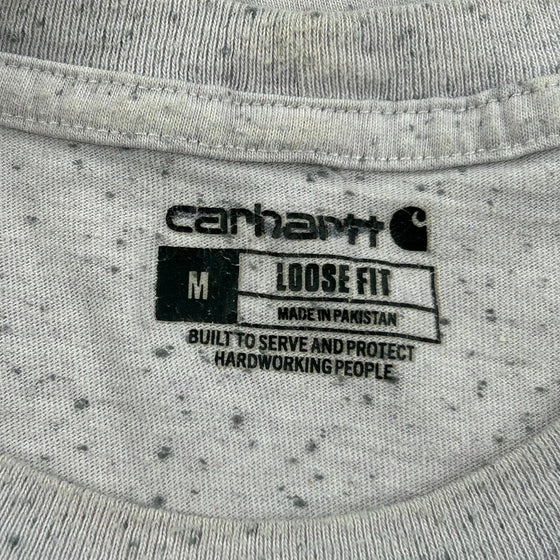 carhartt
M LOOSE FIT
MADE IN PAKISTAN
BUILT TO SERVE AND PROTECT
HARDWORKING PEOPLE